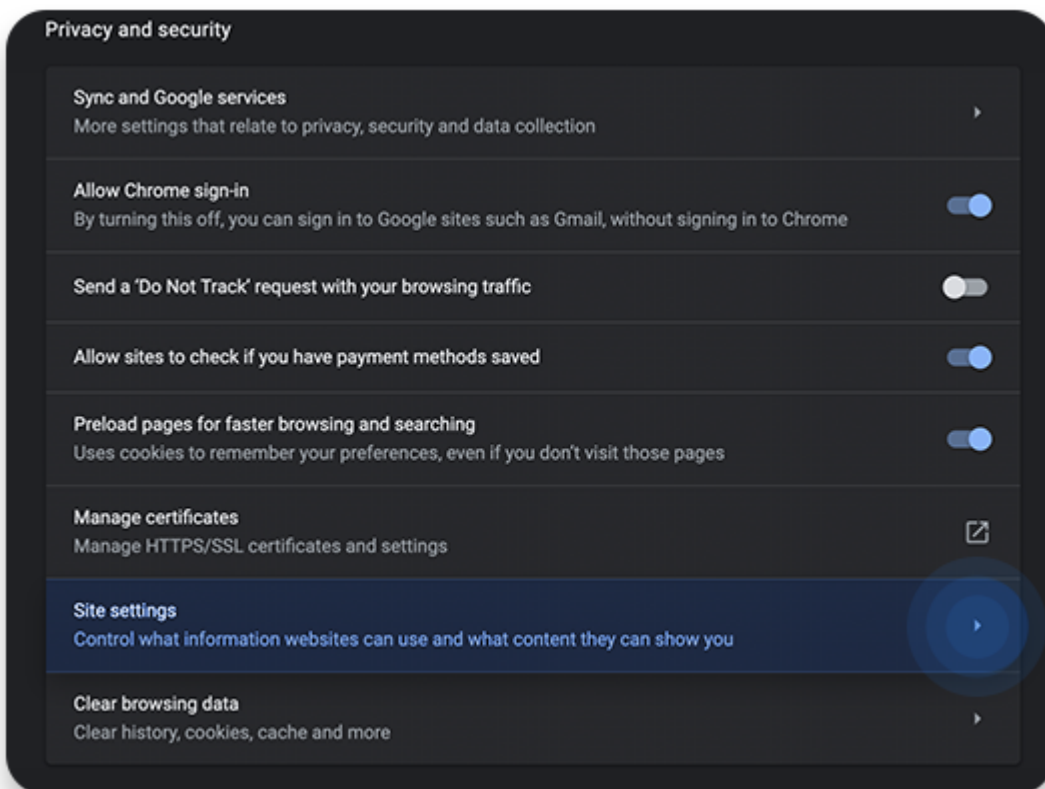 Privacy and security
Sync and Google services
More settings that relate to privacy, security and data collection
Allow Chrome sign-in
By turning this off, you can sign in to Google sites such as Gmail, without signing in to Chrome
Send a ‘Do Not Track’ request with your browsing traffic
Allow sites to check if you have payment methods saved
Preload pages for faster browsing and searching
Uses cookies to remember your preferences, even if you don’t visit those pages
Manage certificates
Manage HTTPS/SSL certificates and settings
Site settings
Control what information websites can use and what content they can show you
Clear browsing data
Clear history, cookies, cache and more